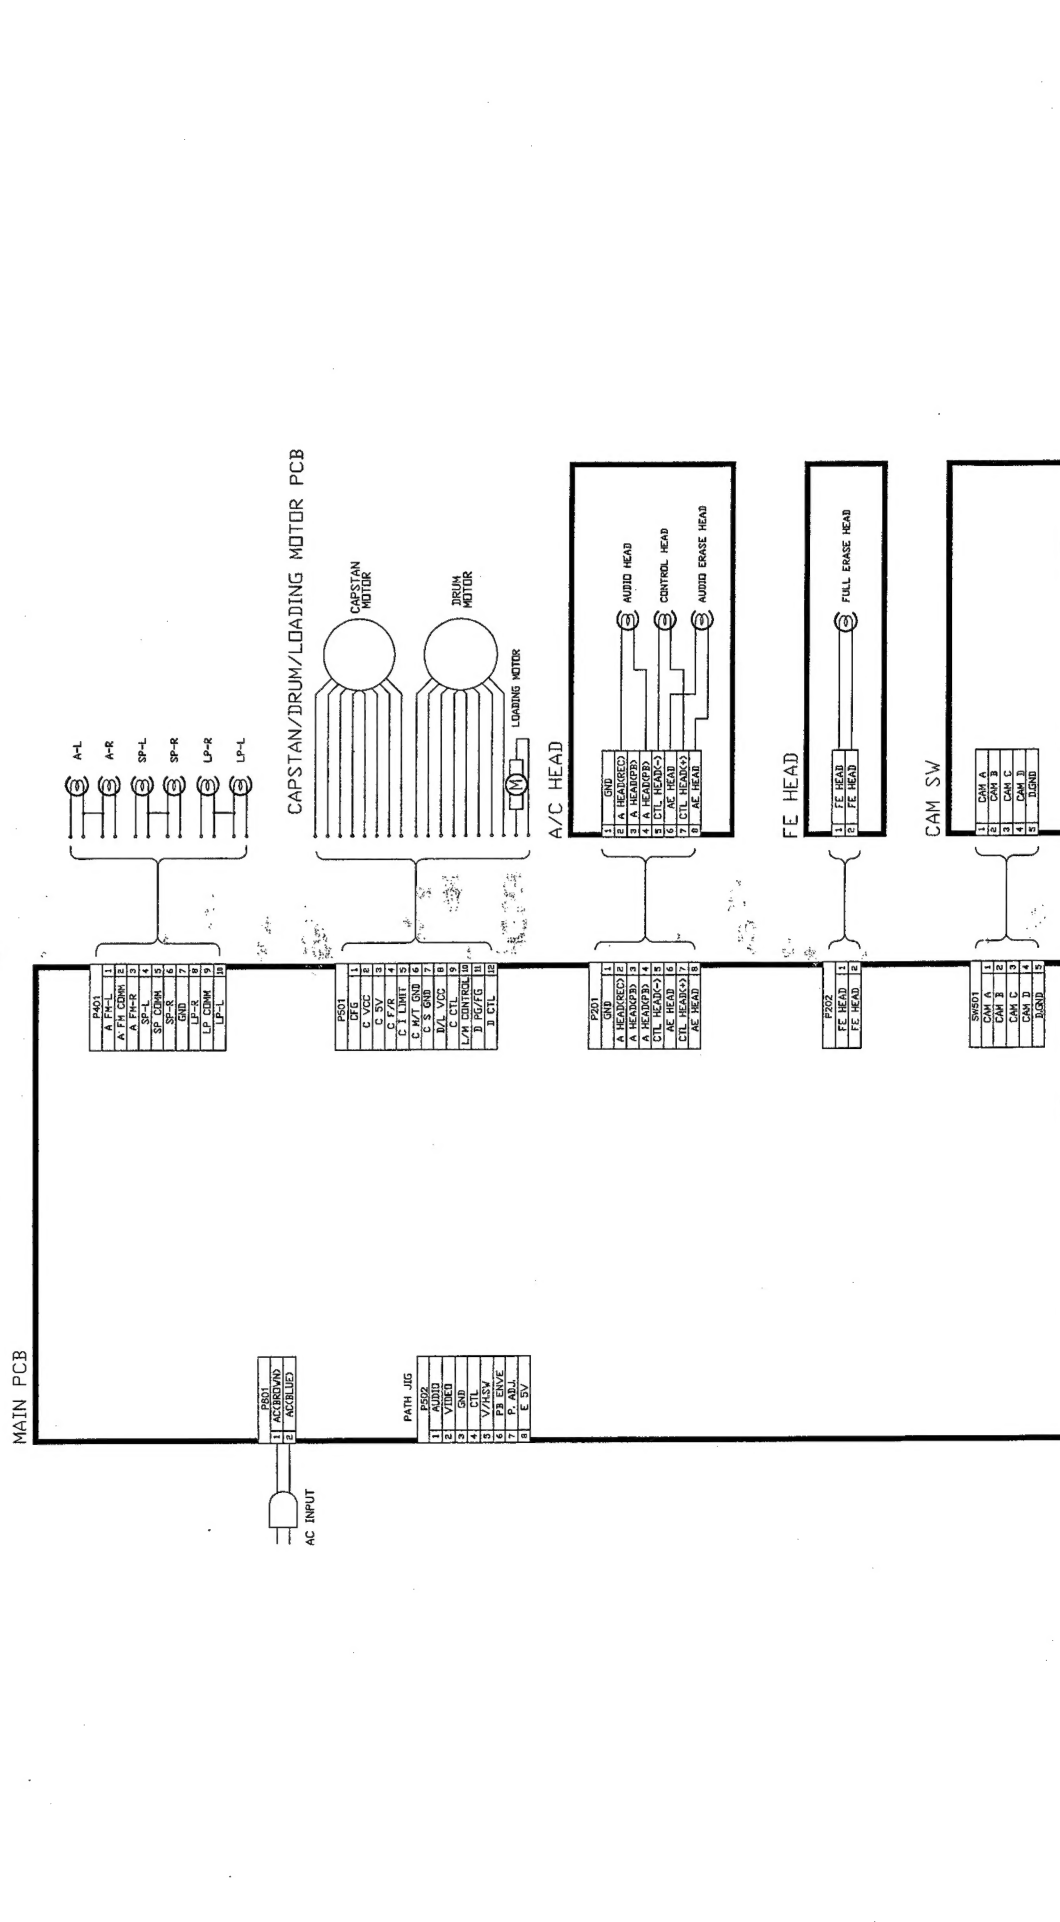 MAIN PCB
P401
A FM-L 1
A FM COMM 2
A FM-R 3
SP-L 4
SP COMM 5
SP-R 6
GND 7
LP-R 8
LP COMM 9
LP-L 10
A-L
A-R
SP-L
SP-R
LP-R
LP-L
P801
1 AC(BROWN)
2 AC(BLUE)
AC INPUT
CAPSTAN/DRUM/LOADING MOTOR PCB
P501
CFG 1
C VCC 2
C 5V 3
C F/R 4
C I LIMIT 5
C M/T GND 6
C S GND 7
D/L VCC 8
C CTL 9
L/M CONTROL 10
D PG/FG 11
D CTL 12
CAPSTAN
MOTOR
DRUM
MOTOR
M
LOADING MOTOR
PATH JIG
P502
1 AUDIO
2 VIDEO
3 GND
4 CTL
5 V/H.SW
6 PB ENVE
7 P. ADJ.
8 E 5V
A/C HEAD
P201
GND 1
A HEAD(REC) 2
A HEAD(PB) 3
A HEAD(PB) 4
CTL HEAD(-) 5
AE HEAD 6
CTL HEAD(+) 7
AE HEAD 8
1 GND
2 A HEAD(REC)
3 A HEAD(PB)
4 A HEAD(PB)
5 CTL HEAD(-)
6 AE HEAD
7 CTL HEAD(+)
8 AE HEAD
AUDIO HEAD
CONTROL HEAD
AUDIO ERASE HEAD
FE HEAD
P202
FE HEAD 1
FE HEAD 2
1 FE HEAD
2 FE HEAD
FULL ERASE HEAD
CAM SW
SW501
CAM A 1
CAM B 2
CAM C 3
CAM D 4
D.GND 5
1 CAM A
2 CAM B
3 CAM C
4 CAM D
5 D.GND